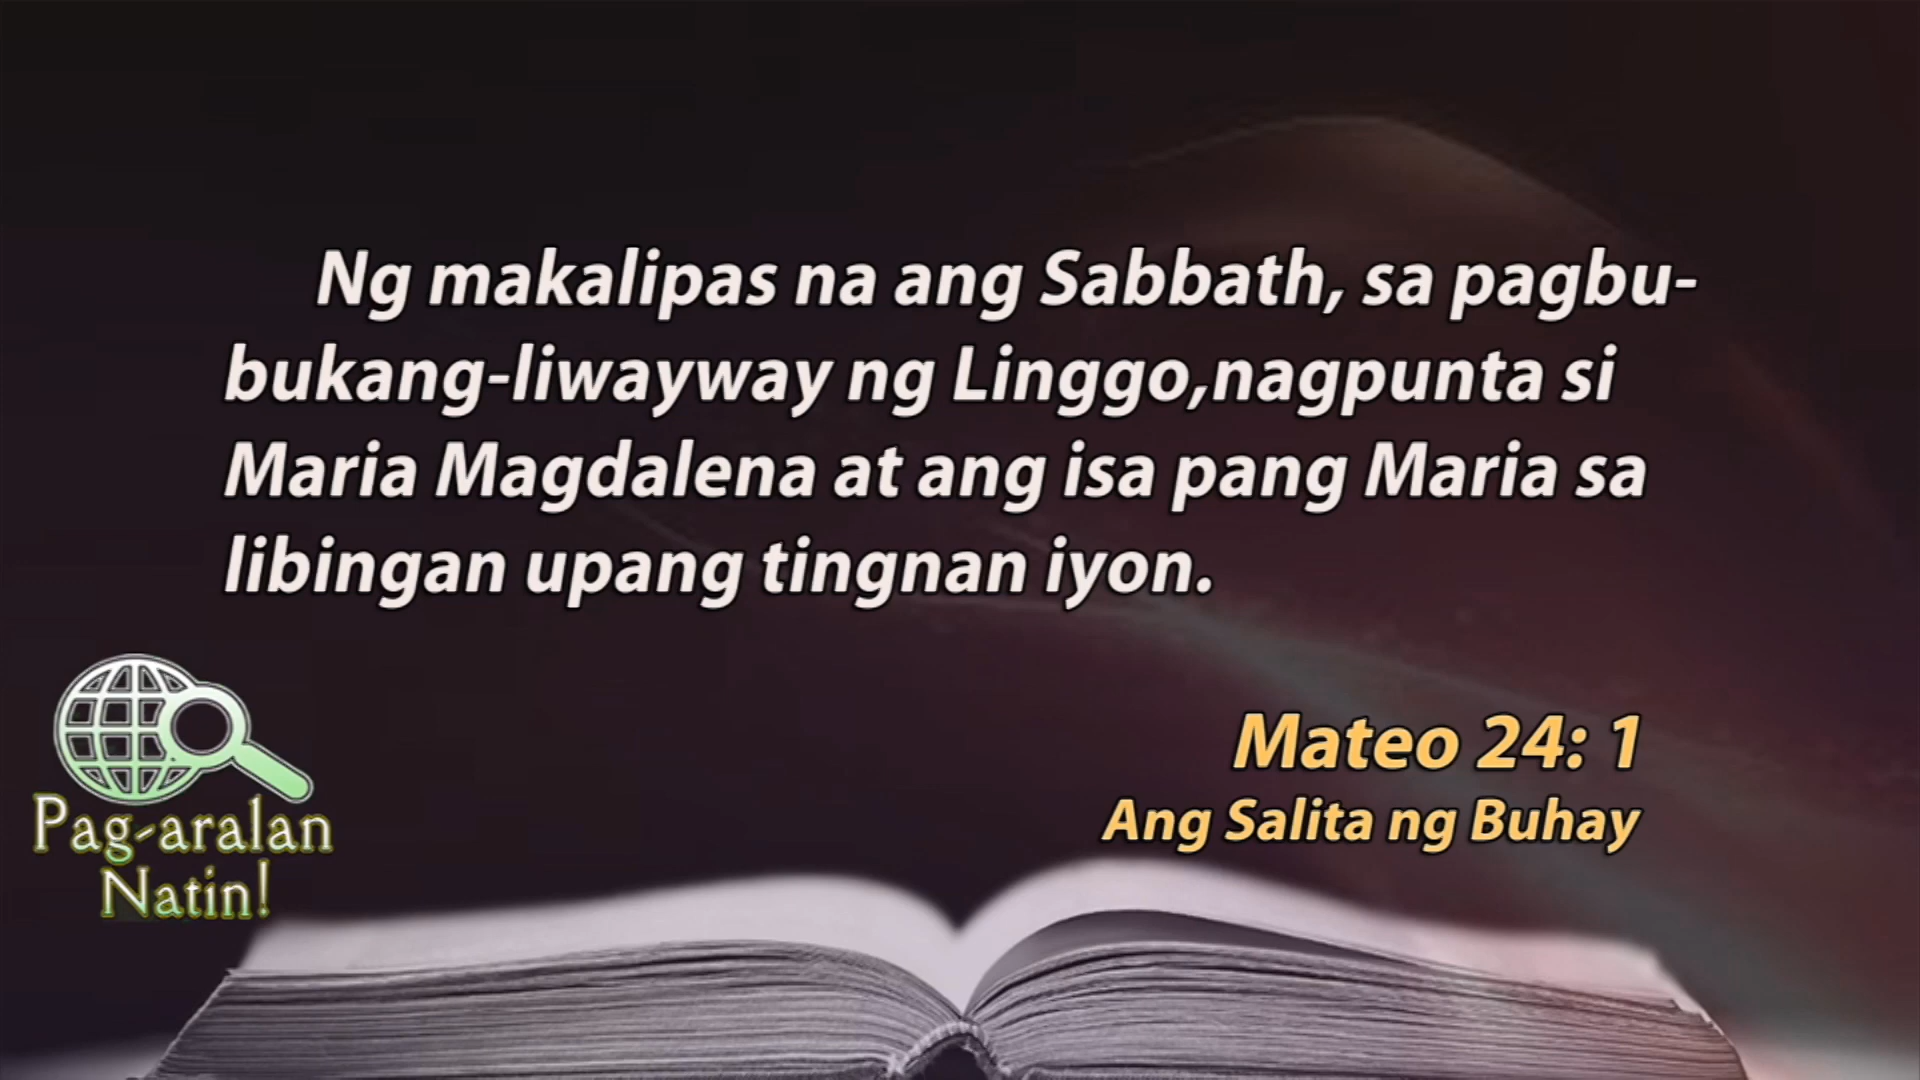 Ng makalipas na ang Sabbath, sa pagbu-
bukang-liwayway ng Linggo,nagpunta si
Maria Magdalena at ang isa pang Maria sa
libingan upang tingnan iyon.
Mateo 24: 1
Ang Salita ng Buhay
Pag-aralan
Natin!